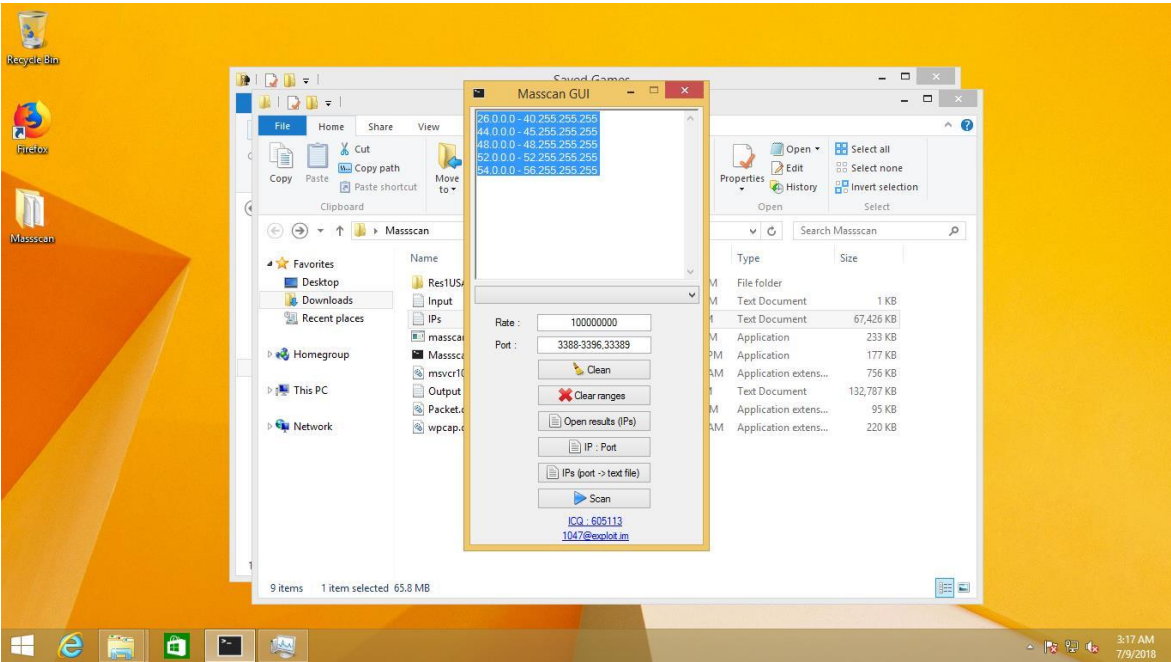 Recycle Bin
Firefox
Massscan
Saved Games
Masscan GUI
File Home Share View
Copy
Paste
Cut
Copy path
Paste shortcut
Clipboard
Move
to
Properties
Open
Edit
History
Open
Select all
Select none
Invert selection
Select
Massscan
Search Massscan
Favorites
Desktop
Downloads
Recent places
Homegroup
This PC
Network
Name Type Size
Res1USA File folder
Input Text Document 1 KB
IPs Text Document 67,426 KB
massca Application 233 KB
Masssca PM Application 177 KB
msvcr10 AM Application extens... 756 KB
Output Text Document 132,787 KB
Packet.d Application extens... 95 KB
wpcap.d AM Application extens... 220 KB
26.0.0.0 - 40.255.255.255
44.0.0.0 - 45.255.255.255
48.0.0.0 - 48.255.255.255
52.0.0.0 - 52.255.255.255
54.0.0.0 - 56.255.255.255
Rate : 100000000
Port : 3388-3396,33389
Clean
Clear ranges
Open results (IPs)
IP : Port
IPs (port -> text file)
Scan
ICQ : 605113
1047@exploit.im
9 items 1 item selected 65.8 MB
3:17 AM
7/9/2018